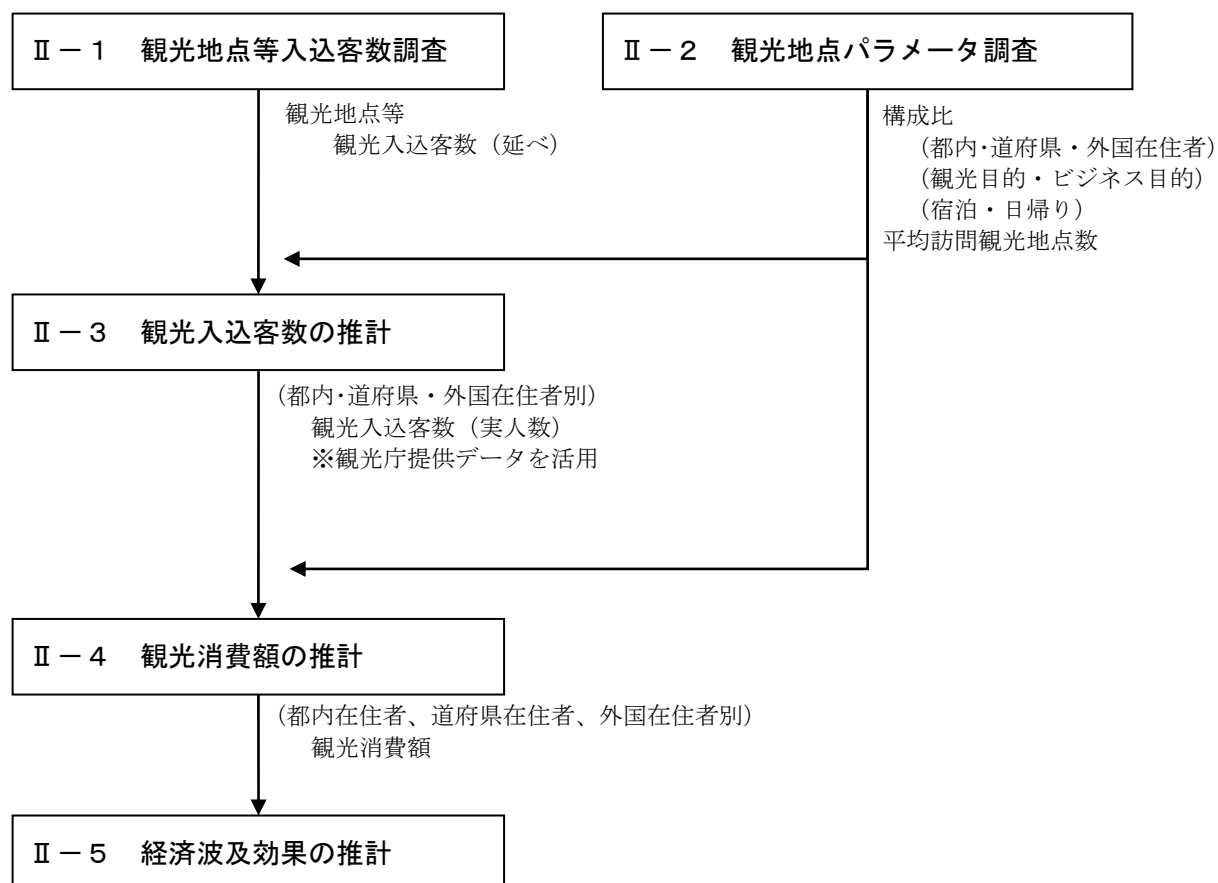 Ⅱ－１　観光地点等入込客数調査
Ⅱ－２　観光地点パラメータ調査
観光地点等
観光入込客数（延べ）
構成比
（都内･道府県・外国在住者）
（観光目的・ビジネス目的）
（宿泊・日帰り）
平均訪問観光地点数
Ⅱ－３　観光入込客数の推計
（都内･道府県・外国在住者別）
観光入込客数（実人数）
※観光庁提供データを活用
Ⅱ－４　観光消費額の推計
（都内在住者、道府県在住者、外国在住者別）
観光消費額
Ⅱ－５　経済波及効果の推計